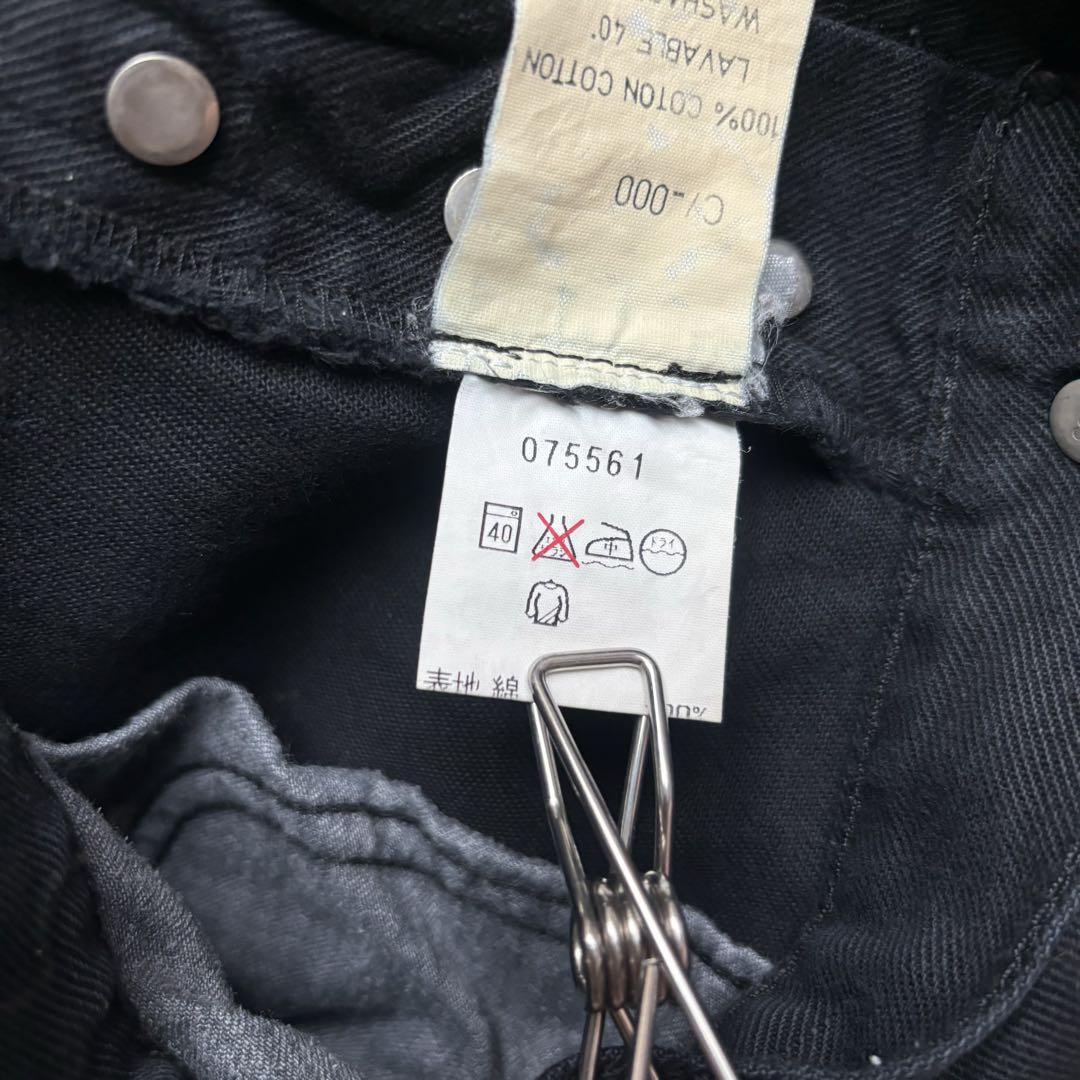 C/-000
100% COTON COTTON
LAVABLE 40°
075561
40
中 ドライ
表地 綿